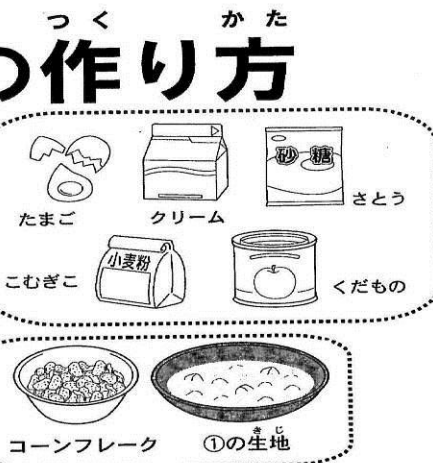 つく かた
の作り方
砂糖
たまご クリーム さとう
小麦粉
こむぎこ くだもの
きじ
コーンフレーク ①の生地